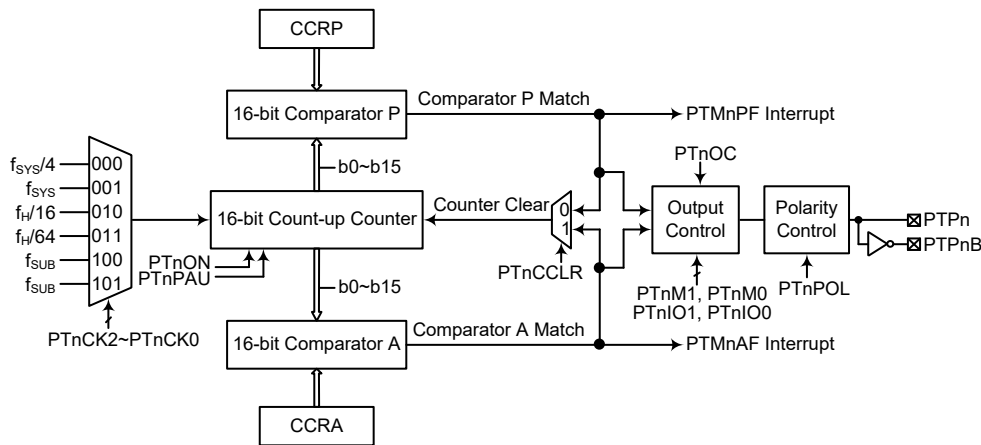 CCRP
16-bit Comparator P
Comparator P Match
PTMnPF Interrupt
b0~b15
fSYS/4
000
fSYS
001
fH/16
010
fH/64
011
fSUB
100
fSUB
101
PTnCK2~PTnCK0
16-bit Count-up Counter
PTnON
PTnPAU
Counter Clear
0
1
PTnCCLR
PTnOC
Output
Control
PTnM1, PTnM0
PTnIO1, PTnIO0
Polarity
Control
PTnPOL
PTPn
PTPnB
b0~b15
16-bit Comparator A
Comparator A Match
PTMnAF Interrupt
CCRA